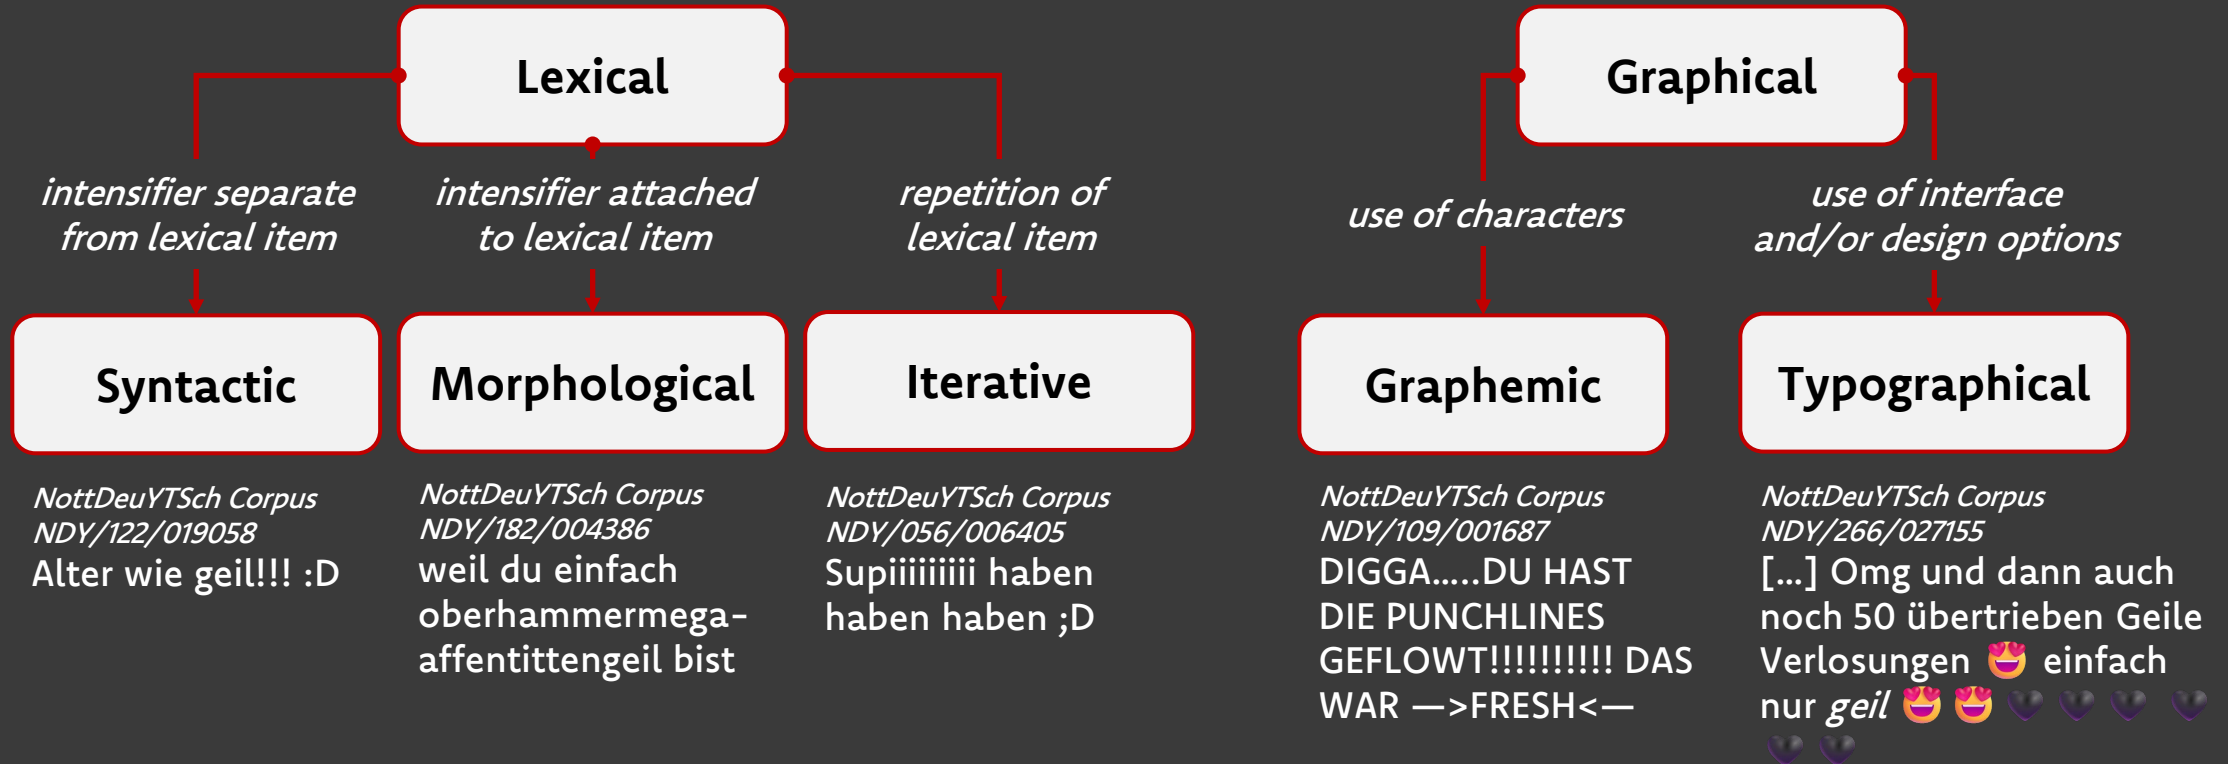 Lexical
Graphical
intensifier separate
from lexical item
intensifier attached
to lexical item
repetition of
lexical item
use of characters
use of interface
and/or design options
Syntactic
Morphological
Iterative
Graphemic
Typographical
NottDeuYTSch Corpus
NDY/122/019058
Alter wie geil!!! :D
NottDeuYTSch Corpus
NDY/182/004386
weil du einfach
oberhammermega-
affentittengeil bist
NottDeuYTSch Corpus
NDY/056/006405
Supiiiiiiiii haben
haben haben ;D
NottDeuYTSch Corpus
NDY/109/001687
DIGGA.....DU HAST
DIE PUNCHLINES
GEFLOWT!!!!!!!!!! DAS
WAR —>FRESH<—
NottDeuYTSch Corpus
NDY/266/027155
[...] Omg und dann auch
noch 50 übertrieben Geile
Verlosungen 😍 einfach
nur geil 😍 😍 🖤 🖤 🖤 🖤
🖤 🖤